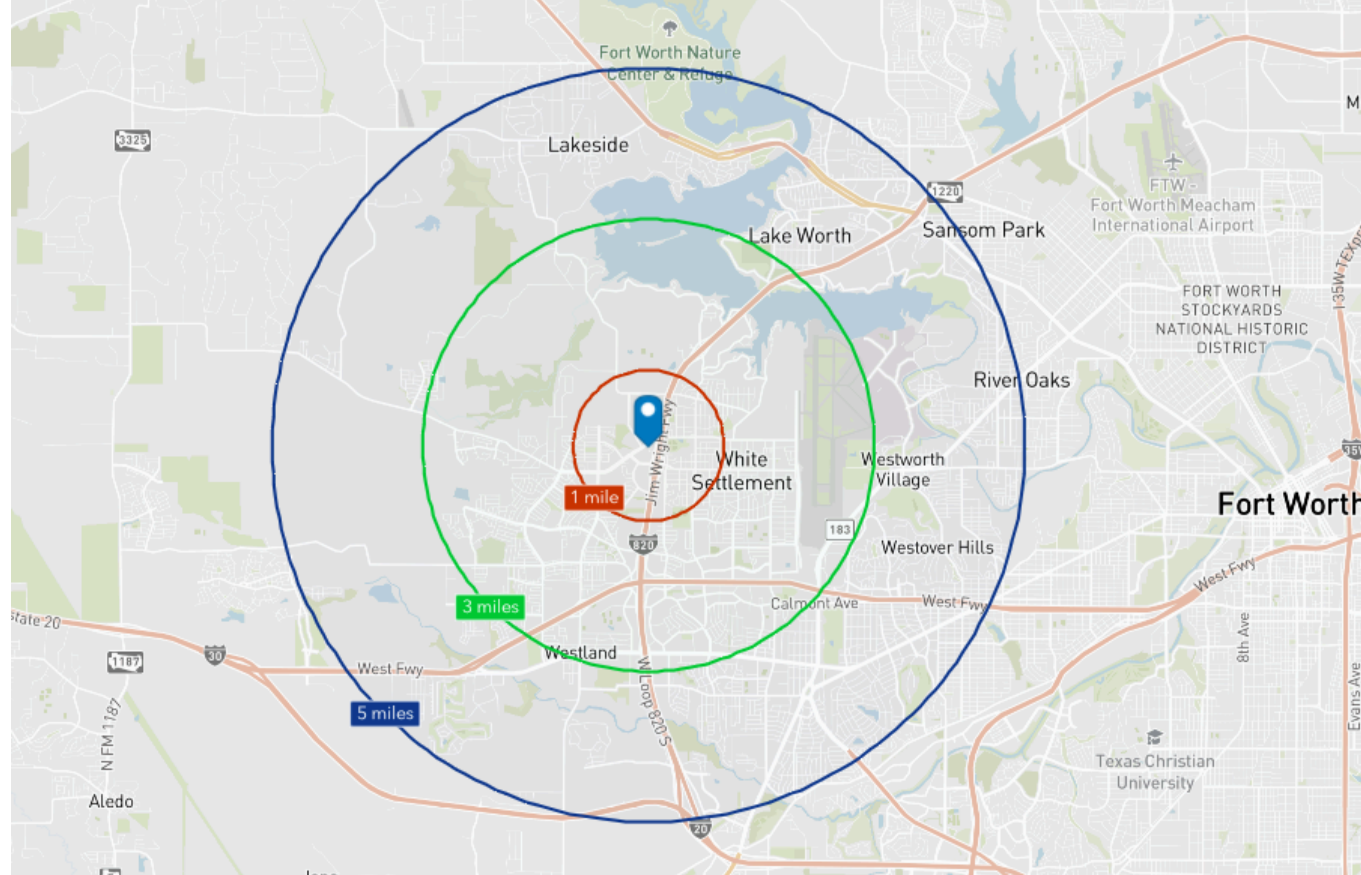 Fort Worth Nature
Center & Refuge
3325
Lakeside
1220
FTW -
Fort Worth Meacham
International Airport
Lake Worth
Sansom Park
I 35W TEXpr
FORT WORTH
STOCKYARDS
NATIONAL HISTORIC
DISTRICT
River Oaks
Jim Wright Fwy
White
Settlement
Westworth
Village
35W
1 mile
Fort Worth
183
820
Westover Hills
West Fwy
3 miles
Calmont Ave
West Fwy
state 20
8th Ave
30
1187
Westland
West Fwy
W Loop 820 S
Evans Ave
5 miles
N FM 1187
Texas Christian
University
Aledo
20